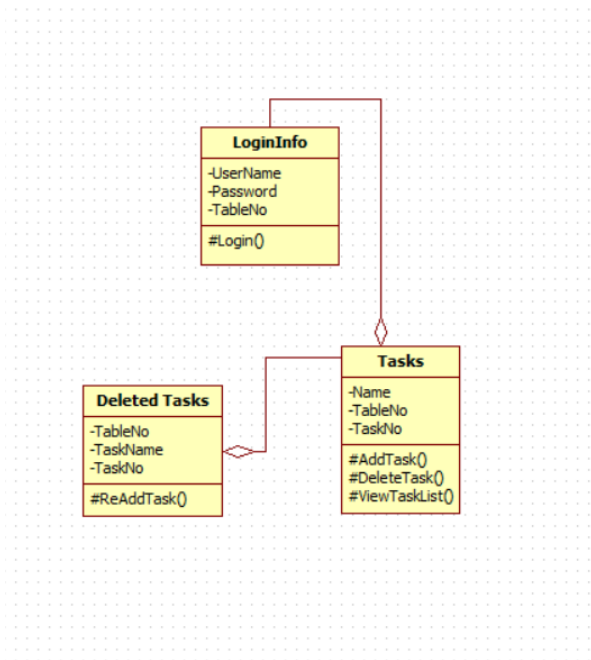 LoginInfo
-UserName
-Password
-TableNo
#Login()
Tasks
-Name
-TableNo
-TaskNo
#AddTask()
#DeleteTask()
#ViewTaskList()
Deleted Tasks
-TableNo
-TaskName
-TaskNo
#ReAddTask()